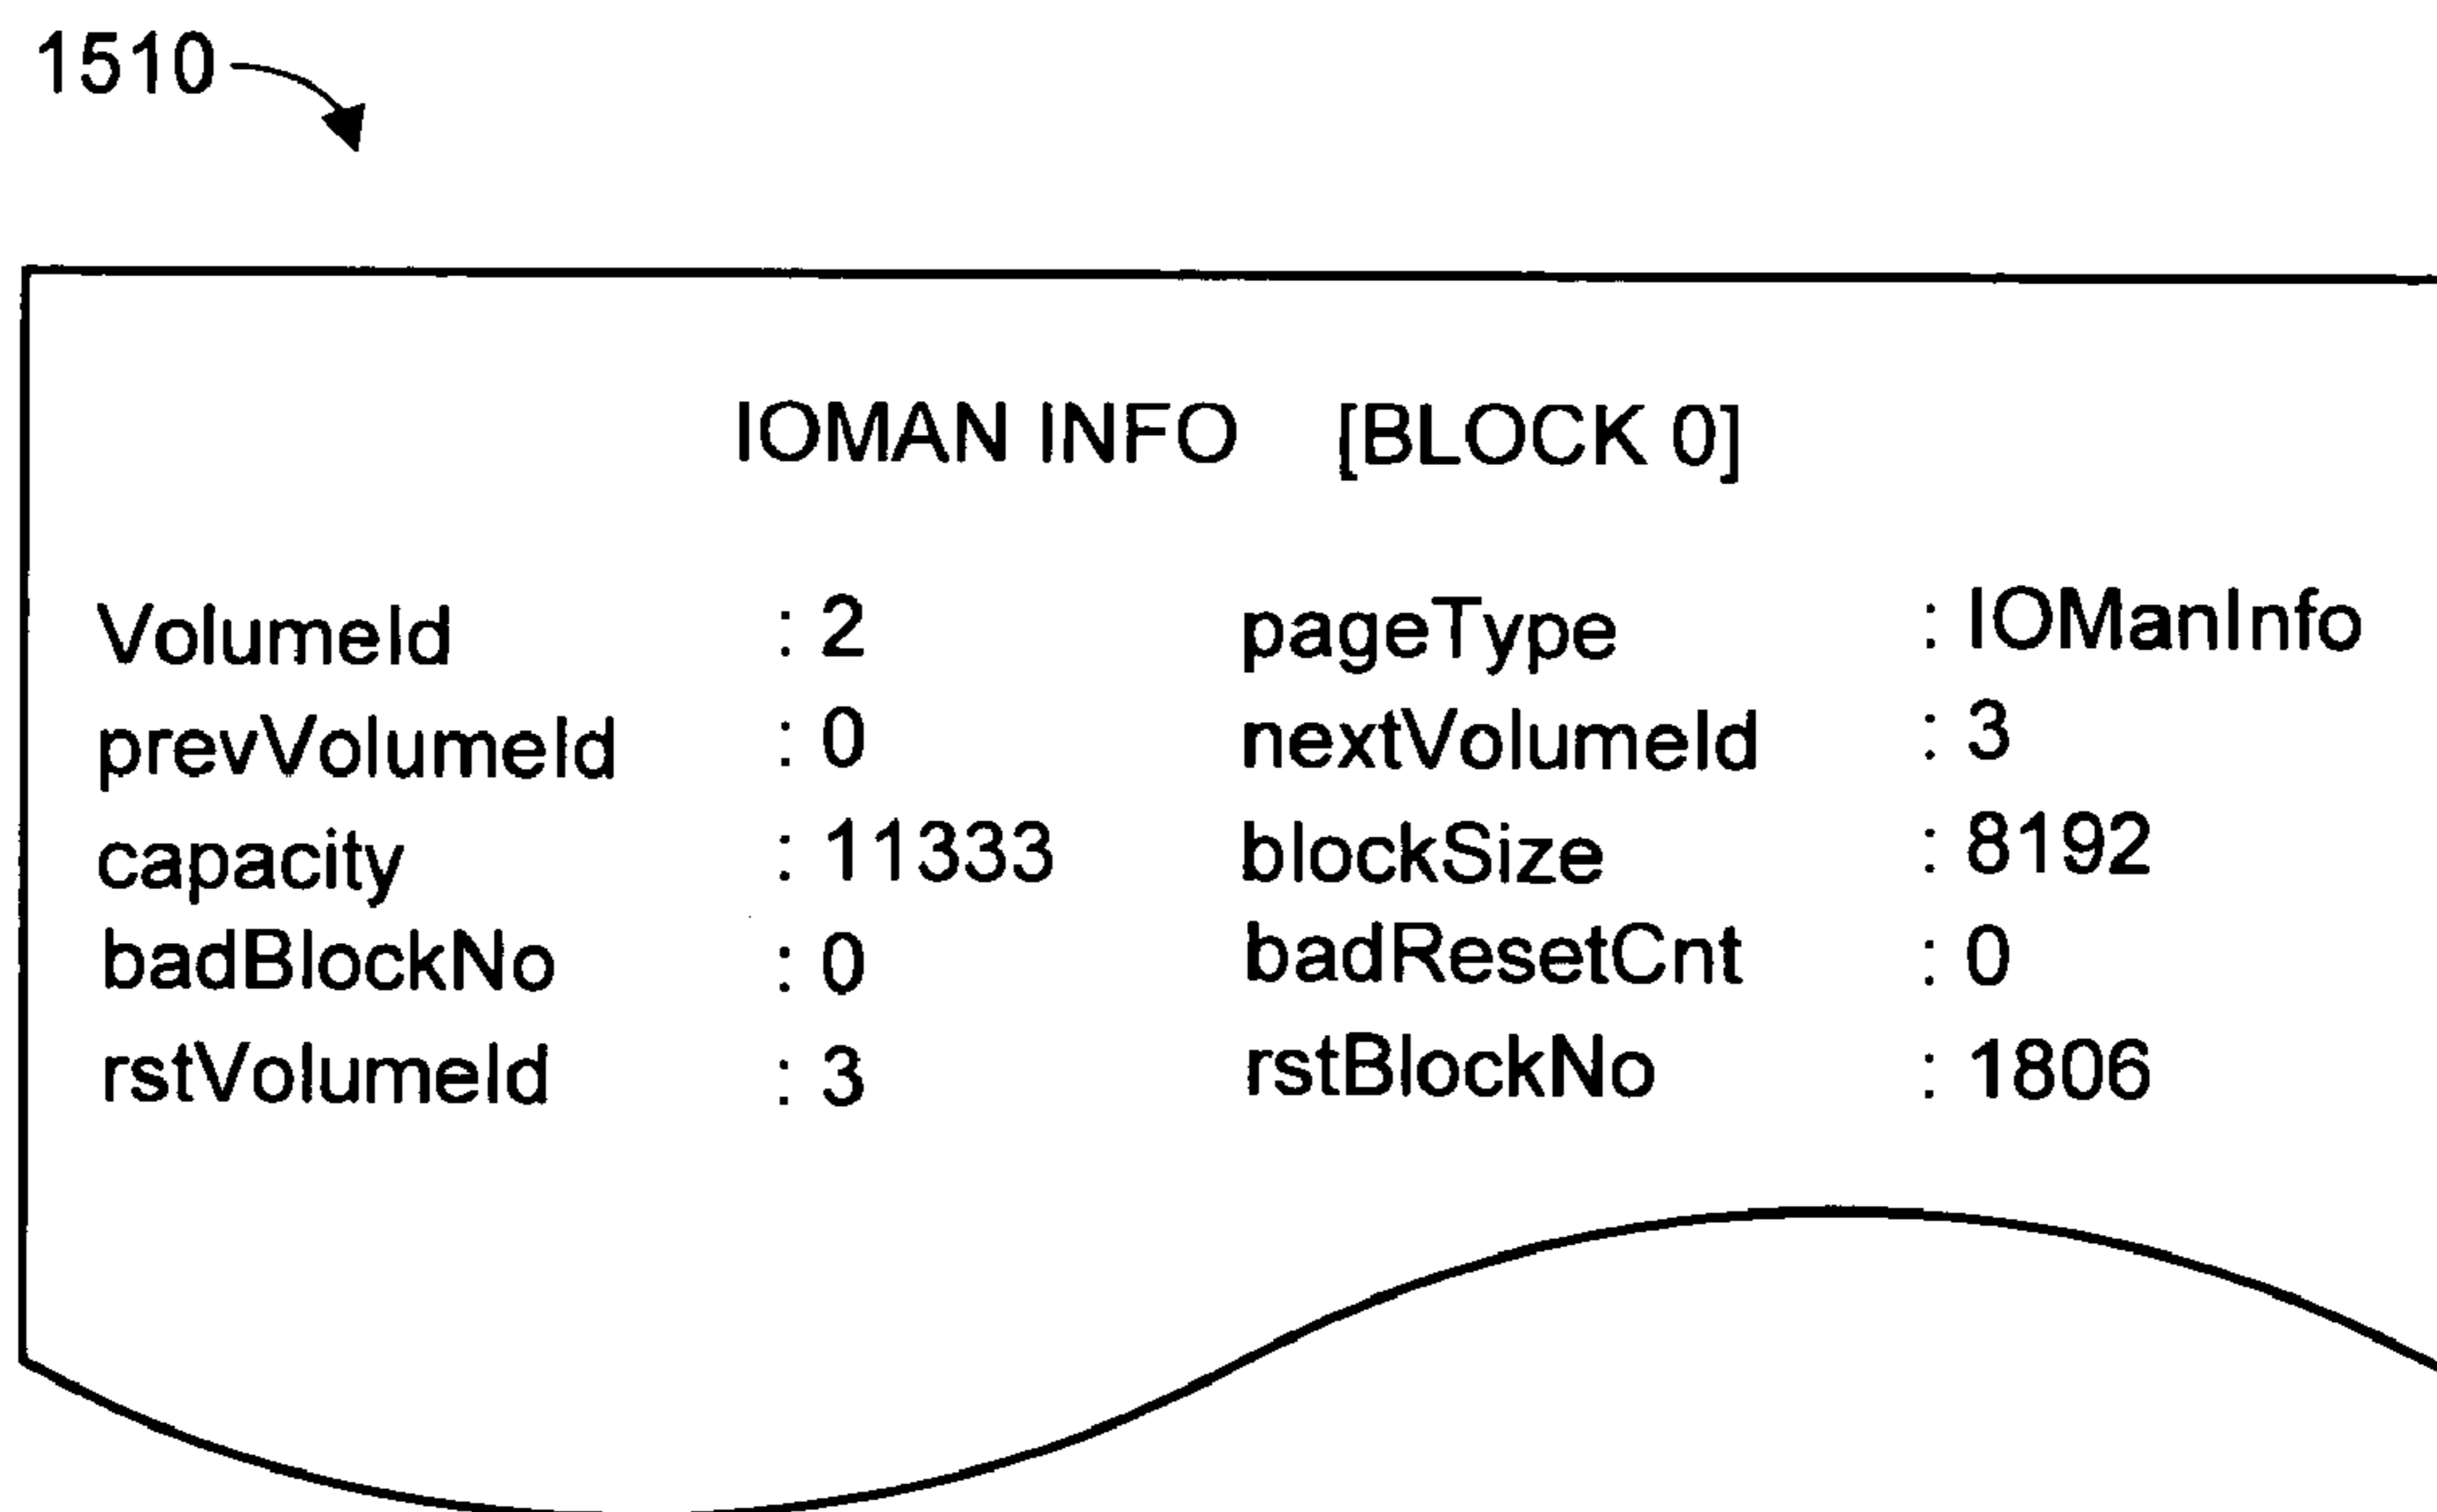 1510
IOMAN INFO [BLOCK 0]
VolumeId : 2 pageType : IOManInfo
prevVolumeId : 0 nextVolumeId : 3
capacity : 11333 blockSize : 8192
badBlockNo : 0 badResetCnt : 0
rstVolumeId : 3 rstBlockNo : 1806